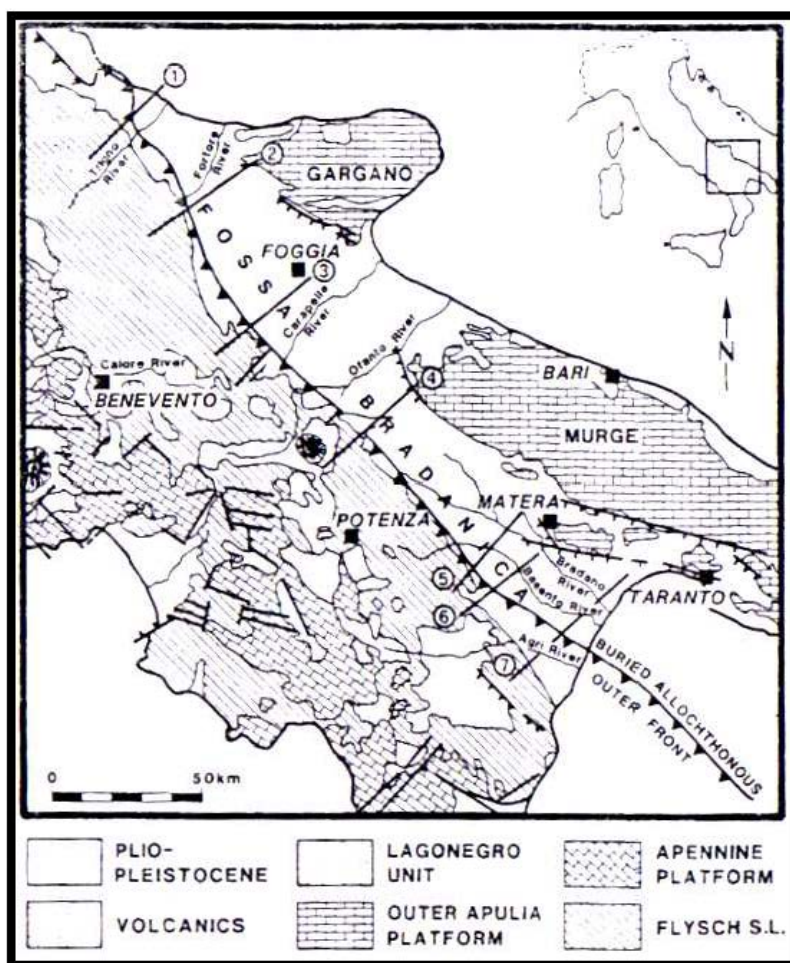 1
Trigno
River
Fortore
River
2
GARGANO
FOSSA
FOGGIA
3
Carapelle
River
Ofanto River
Calore River
BENEVENTO
4
BARI
N
BRADANICA
MURGE
MATERA
POTENZA
5
Bradano
River
Basento River
6
TARANTO
Agri River
7
BURIED ALLOCHTHONOUS
OUTER FRONT
0 50km
PLIO-
PLEISTOCENE
LAGONEGRO
UNIT
APENNINE
PLATFORM
VOLCANICS
OUTER APULIA
PLATFORM
FLYSCH S.L.